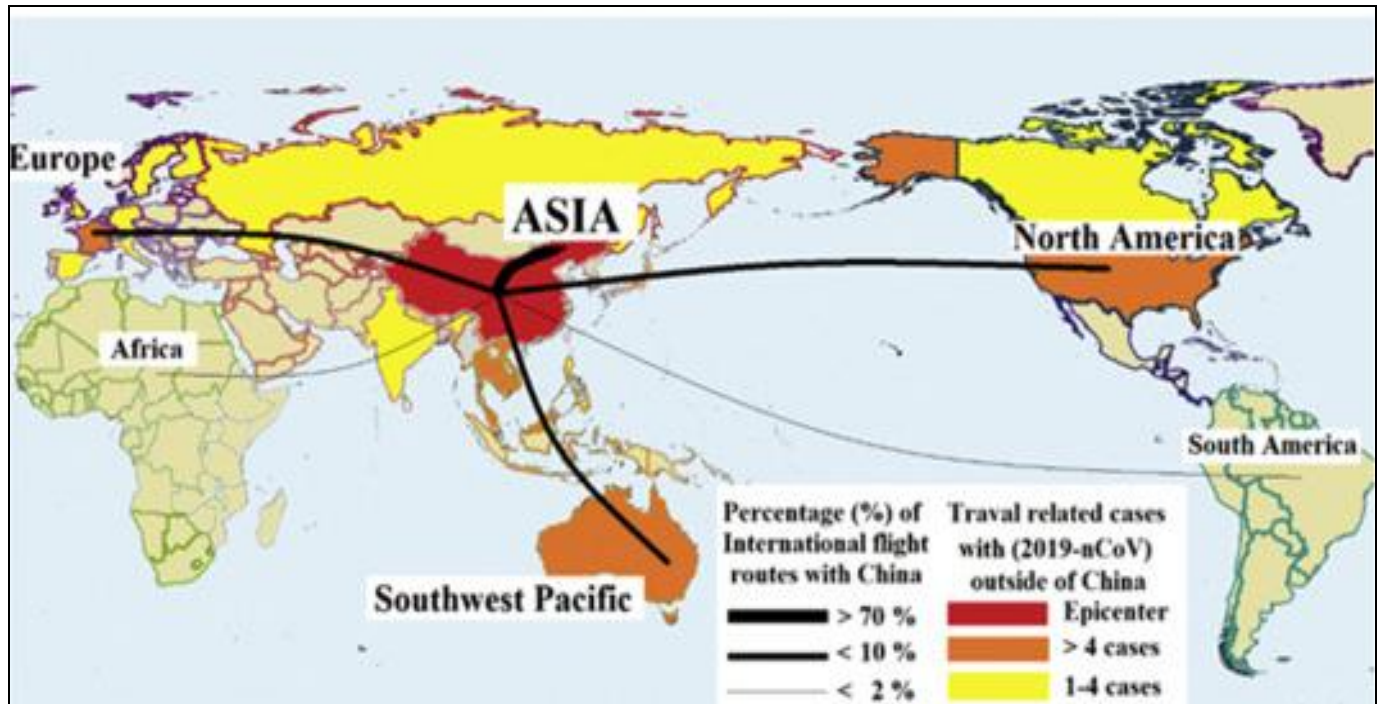 Europe
ASIA
North America
Africa
South America
Southwest Pacific
Percentage (%) of
International flight
routes with China
> 70 %
< 10 %
< 2 %
Traval related cases
with (2019-nCoV)
outside of China
Epicenter
> 4 cases
1-4 cases